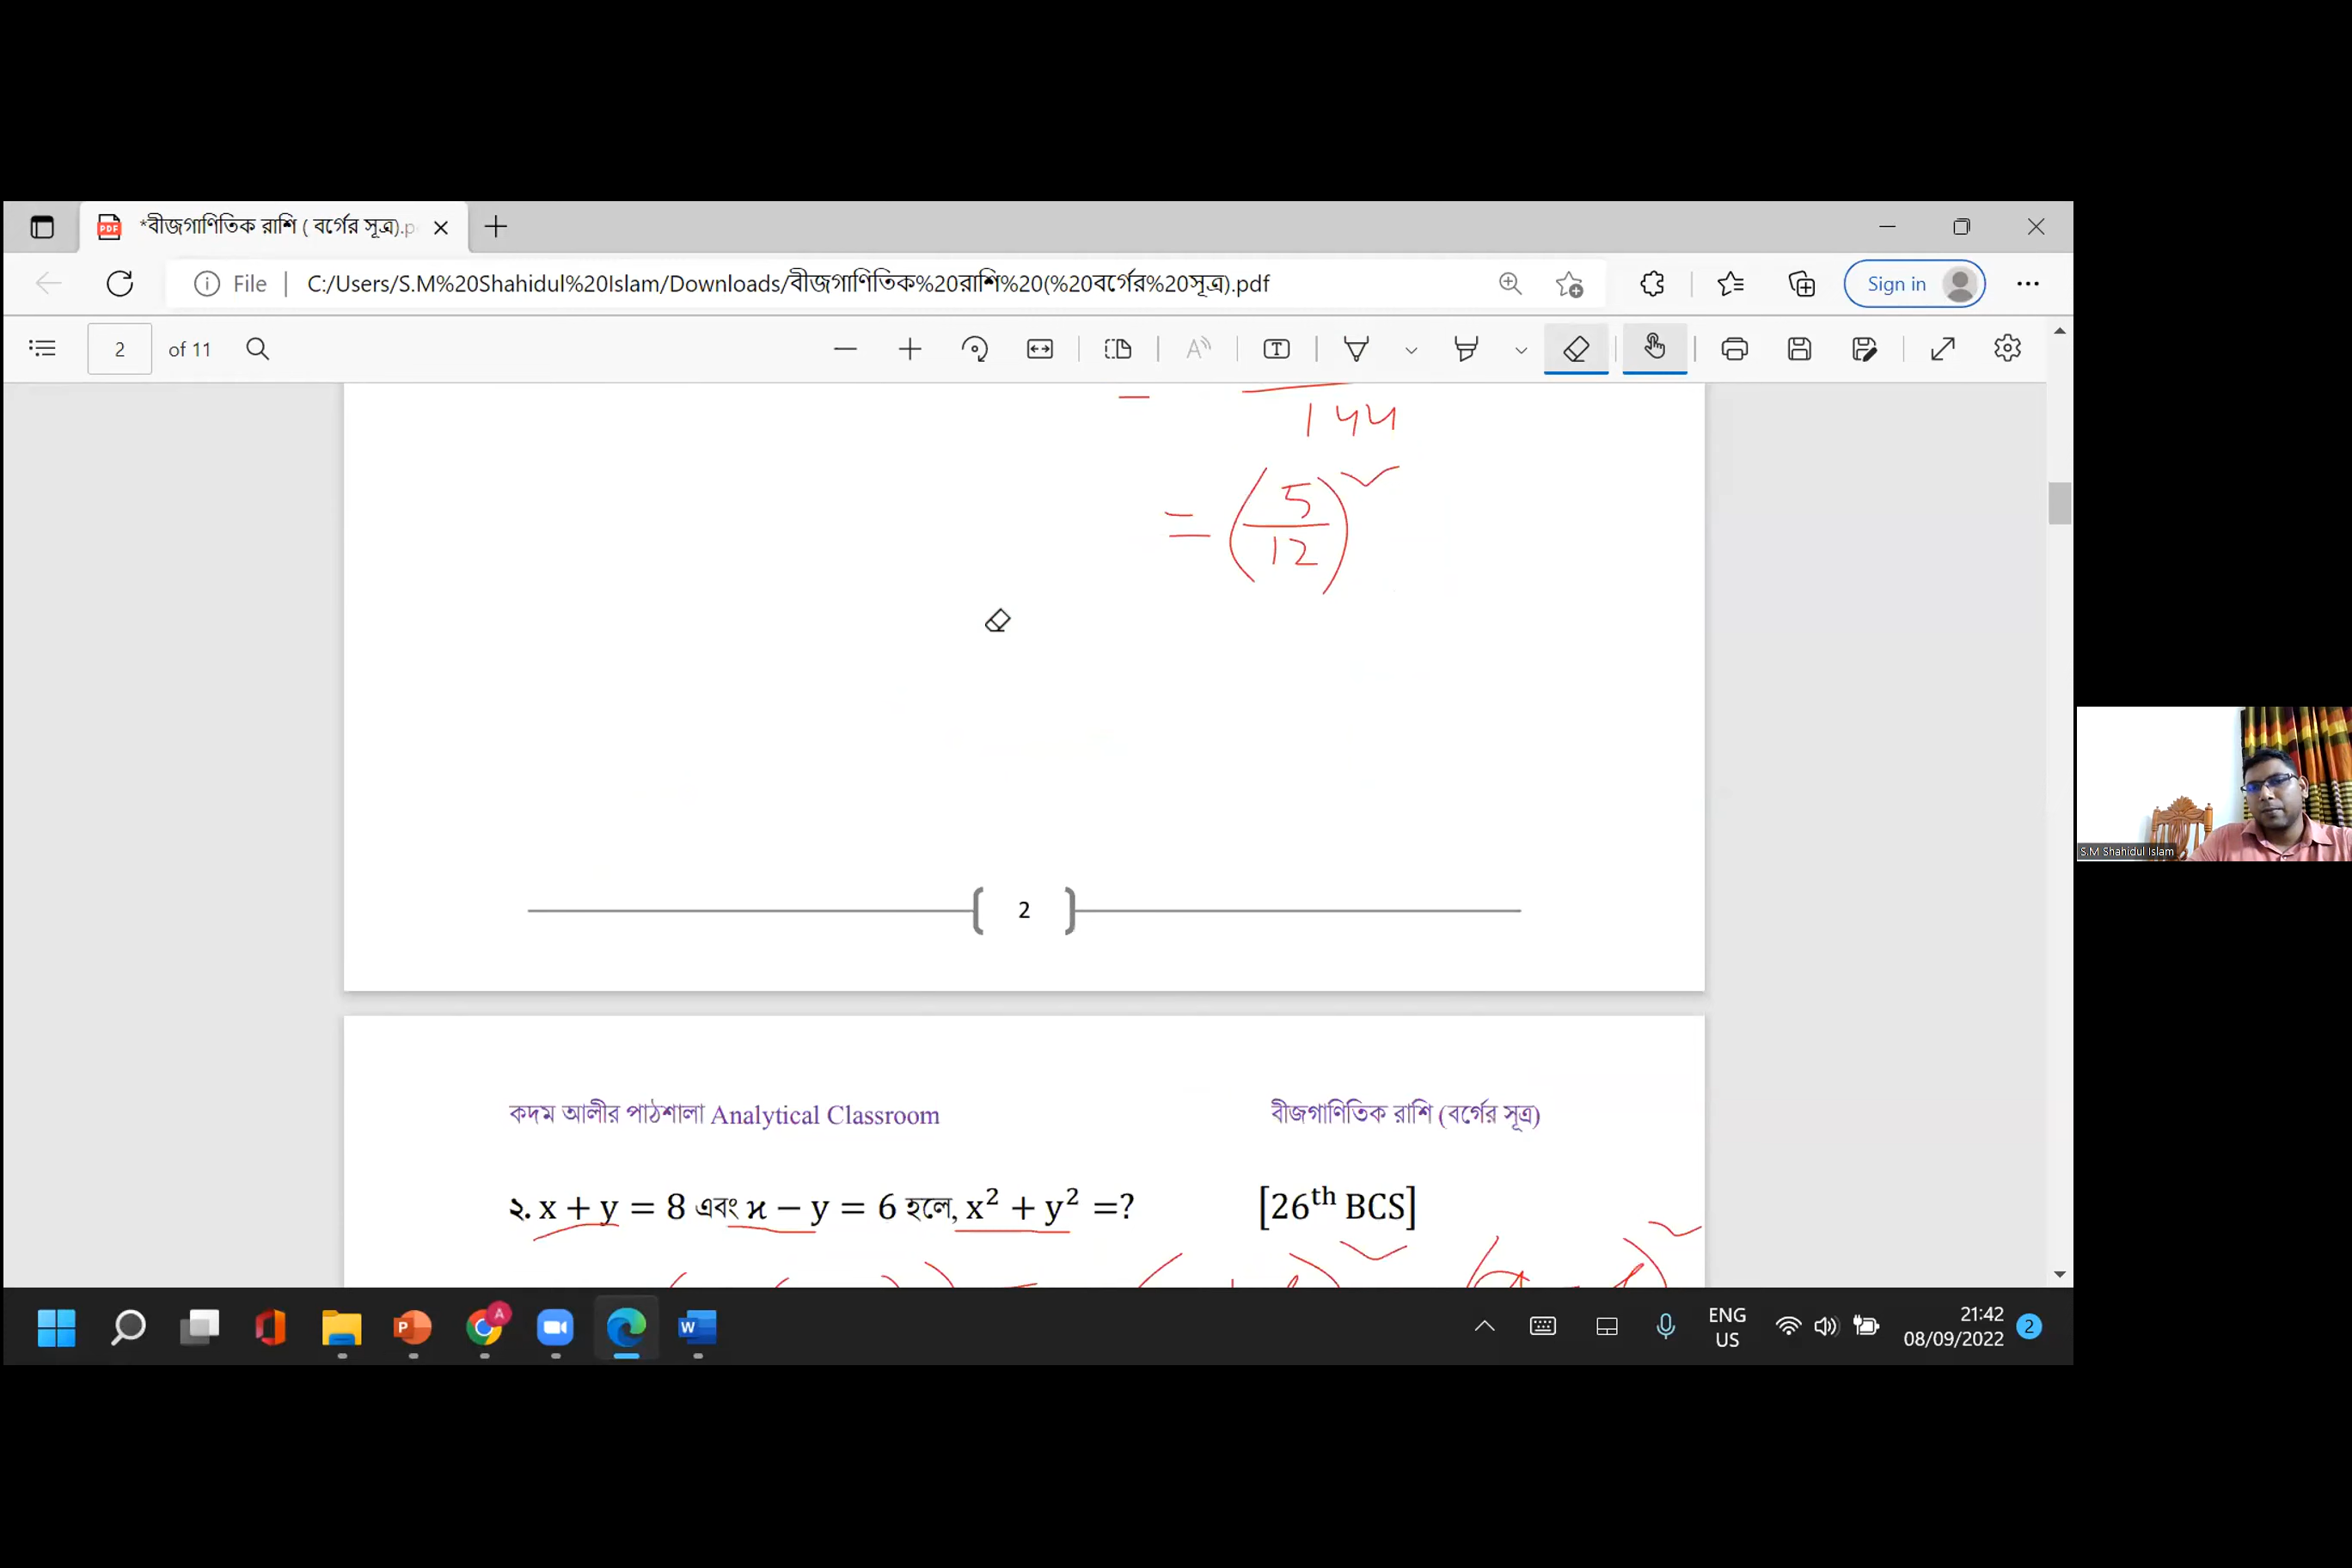 *বীজগাণিতিক রাশি ( বর্গের সূত্র).p
File
C:/Users/S.M%20Shahidul%20Islam/Downloads/বীজগাণিতিক%20রাশি%20(%20বর্গের%20সূত্র).pdf
Sign in
2 of 11
144
= (5/12)²
2
কদম আলীর পাঠশালা Analytical Classroom
বীজগাণিতিক রাশি (বর্গের সূত্র)
২. x + y = 8 এবং x − y = 6 হলে, x² + y² =? [26th BCS]
S.M Shahidul Islam
ENG
US
21:42
08/09/2022
2